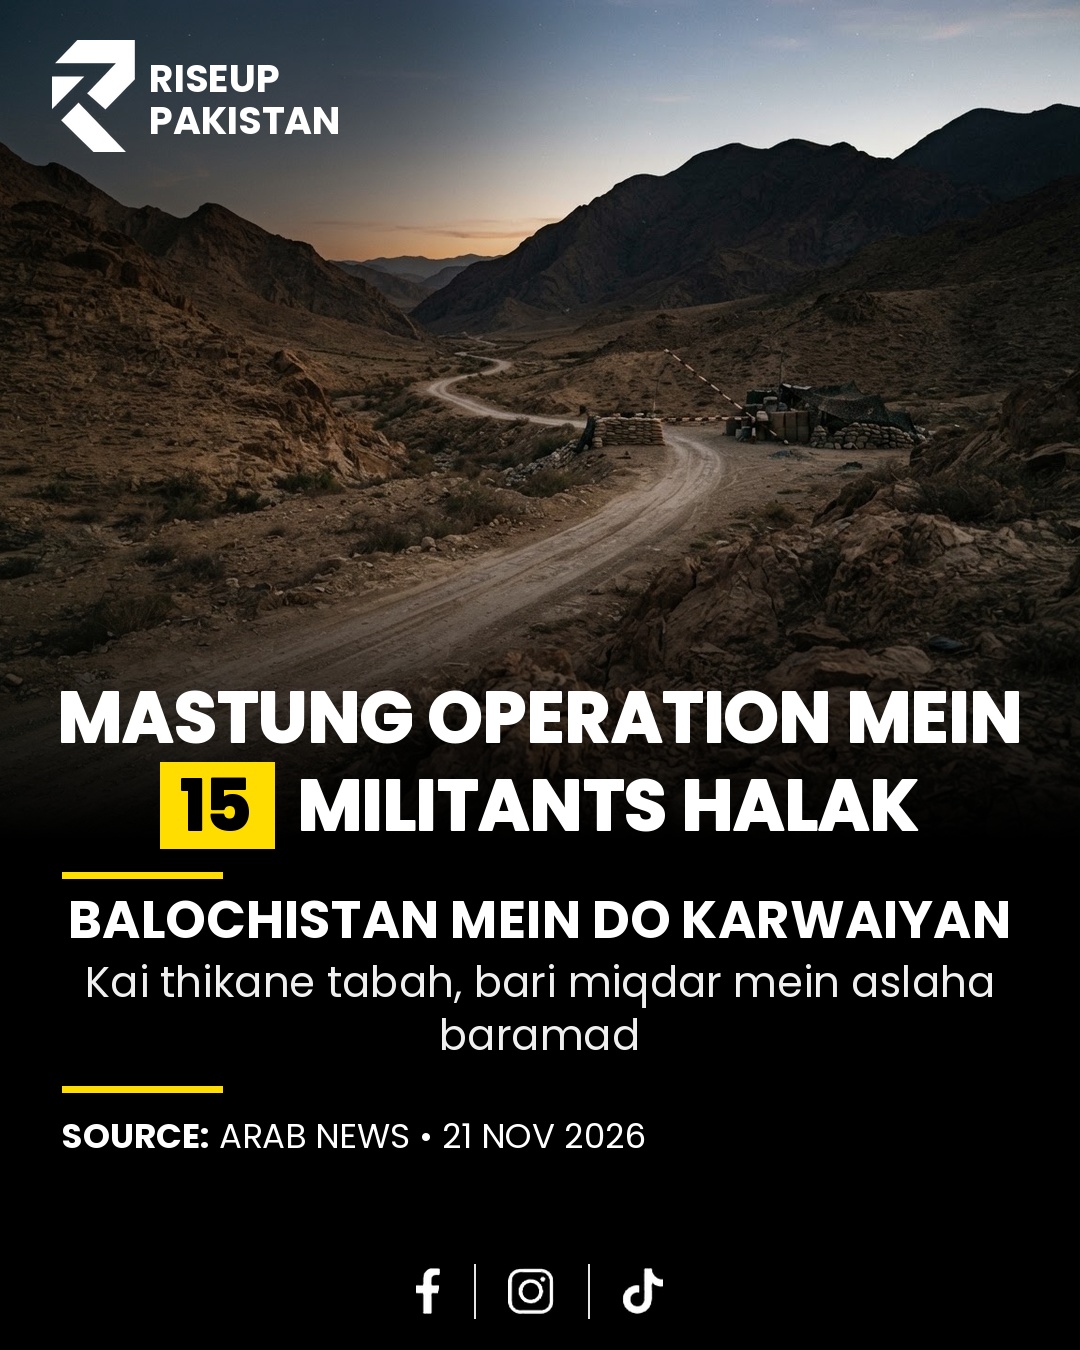 RISEUP
PAKISTAN
MASTUNG OPERATION MEIN
15 MILITANTS HALAK
BALOCHISTAN MEIN DO KARWAIYAN
Kai thikane tabah, bari miqdar mein aslaha
baramad
SOURCE: ARAB NEWS • 21 NOV 2026